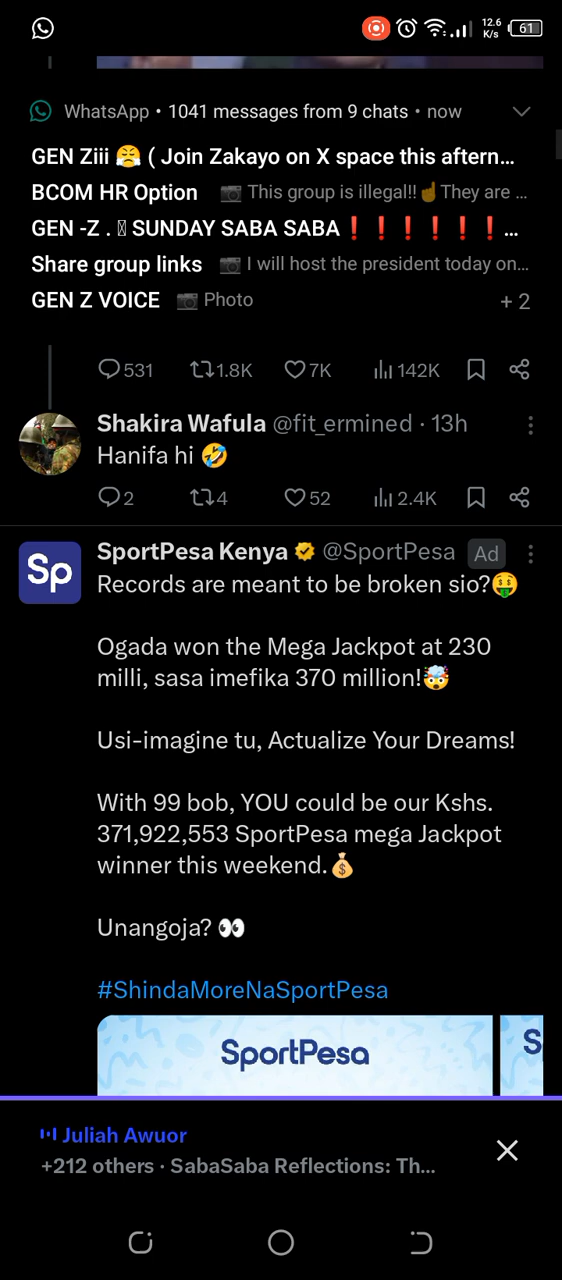 12.6
K/s
61
WhatsApp • 1041 messages from 9 chats • now
GEN Ziii 😤 ( Join Zakayo on X space this aftern...
BCOM HR Option 📷 This group is illegal!!☝️They are ...
GEN -Z . SUNDAY SABA SABA❗❗❗❗❗❗...
Share group links 📷 I will host the president today on...
GEN Z VOICE 📷 Photo
+ 2
531 1.8K 7K 142K
Shakira Wafula @fit_ermined · 13h
Hanifa hi 🤣
2 4 52 2.4K
Sp
SportPesa Kenya @SportPesa Ad
Records are meant to be broken sio?🤑
Ogada won the Mega Jackpot at 230
milli, sasa imefika 370 million!🤯
Usi-imagine tu, Actualize Your Dreams!
With 99 bob, YOU could be our Kshs.
371,922,553 SportPesa mega Jackpot
winner this weekend.💰
Unangoja? 👀
#ShindaMoreNaSportPesa
SportPesa
S
Juliah Awuor
+212 others · SabaSaba Reflections: Th...